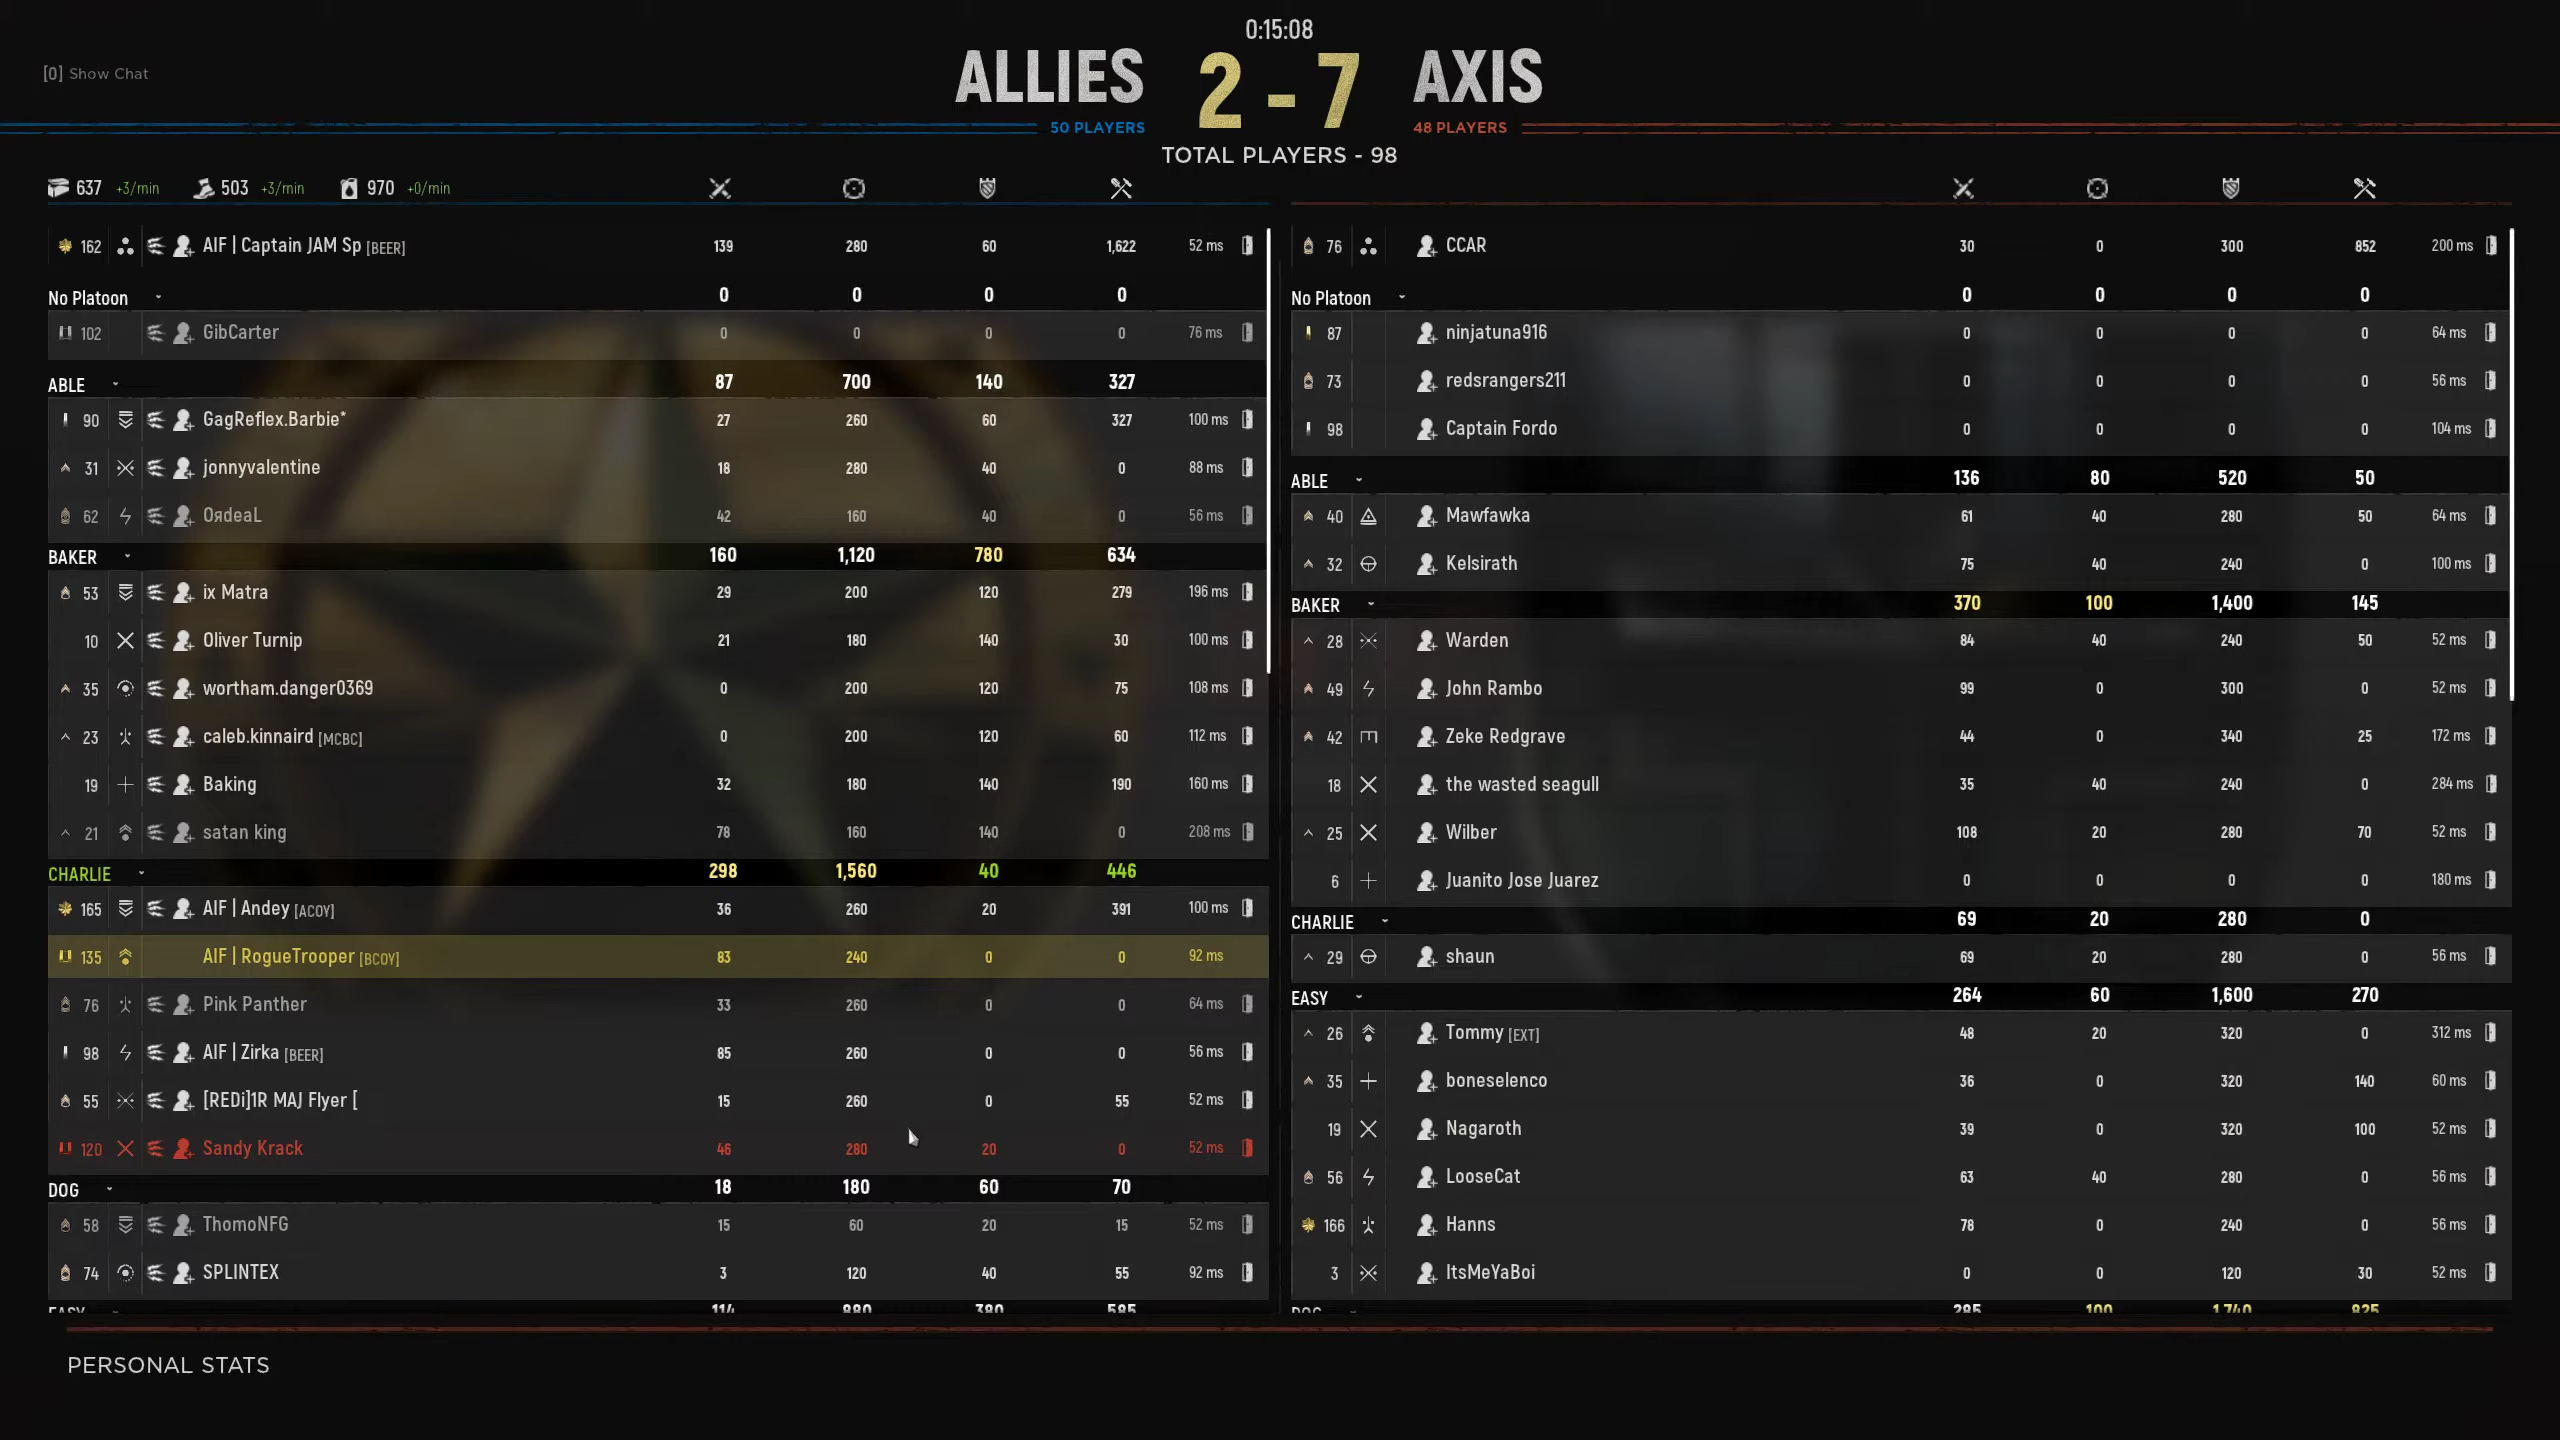 0:15:08
[O] Show Chat
ALLIES 2 - 7 AXIS
50 PLAYERS 48 PLAYERS
TOTAL PLAYERS - 98
637 +3/min 503 +3/min 970 +0/min
162 AIF | Captain JAM Sp [BEER] 139 280 60 1,622 52 ms
No Platoon 0 0 0 0
102 GibCarter 0 0 0 0 76 ms
ABLE 87 700 140 327
90 GagReflex.Barbie* 27 260 60 327 100 ms
31 jonnyvalentine 18 280 40 0 88 ms
62 OяdeaL 42 160 40 0 56 ms
BAKER 160 1,120 780 634
53 ix Matra 29 200 120 279 196 ms
10 Oliver Turnip 21 180 140 30 100 ms
35 wortham.danger0369 0 200 120 75 108 ms
23 caleb.kinnaird [MCBC] 0 200 120 60 112 ms
19 Baking 32 180 140 190 160 ms
21 satan king 78 160 140 0 208 ms
CHARLIE 298 1,560 40 446
165 AIF | Andey [ACOY] 36 260 20 391 100 ms
135 AIF | RogueTrooper [BCOY] 83 240 0 0 92 ms
76 Pink Panther 33 260 0 0 64 ms
98 AIF | Zirka [BEER] 85 260 0 0 56 ms
55 [REDi]1R MAJ Flyer [ 15 260 0 55 52 ms
120 Sandy Krack 46 280 20 0 52 ms
DOG 18 180 60 70
58 ThomoNFG 15 60 20 15 52 ms
74 SPLINTEX 3 120 40 55 92 ms
EASY 114 880 380 585
76 CCAR 30 0 300 852 200 ms
No Platoon 0 0 0 0
87 ninjatuna916 0 0 0 0 64 ms
73 redsrangers211 0 0 0 0 56 ms
98 Captain Fordo 0 0 0 0 104 ms
ABLE 136 80 520 50
40 Mawfawka 61 40 280 50 64 ms
32 Kelsirath 75 40 240 0 100 ms
BAKER 370 100 1,400 145
28 Warden 84 40 240 50 52 ms
49 John Rambo 99 0 300 0 52 ms
42 Zeke Redgrave 44 0 340 25 172 ms
18 the wasted seagull 35 40 240 0 284 ms
25 Wilber 108 20 280 70 52 ms
6 Juanito Jose Juarez 0 0 0 0 180 ms
CHARLIE 69 20 280 0
29 shaun 69 20 280 0 56 ms
EASY 264 60 1,600 270
26 Tommy [EXT] 48 20 320 0 312 ms
35 boneselenco 36 0 320 140 60 ms
19 Nagaroth 39 0 320 100 52 ms
56 LooseCat 63 40 280 0 56 ms
166 Hanns 78 0 240 0 56 ms
3 ItsMeYaBoi 0 0 120 30 52 ms
DOG 285 100 1,740 825
PERSONAL STATS